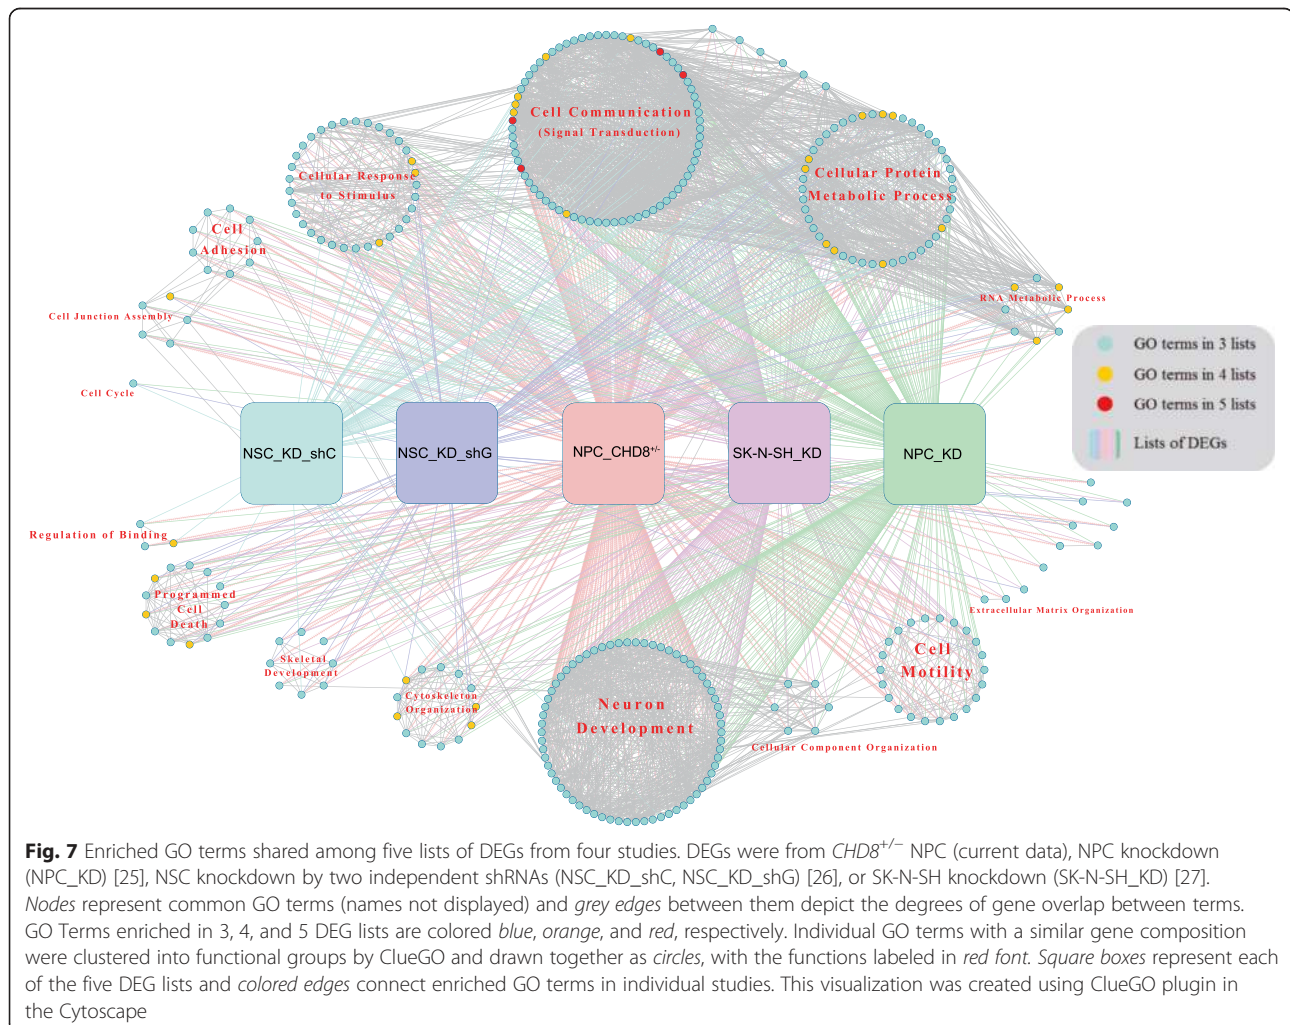 Cell Communication
(Signal Transduction)
Cellular Response
to Stimulus
Cellular Protein
Metabolic Process
Cell
Adhesion
RNA Metabolic Process
Cell Junction Assembly
Cell Cycle
GO terms in 3 lists
GO terms in 4 lists
GO terms in 5 lists
Lists of DEGs
NSC_KD_shC
NSC_KD_shG
NPC_CHD8+/-
SK-N-SH_KD
NPC_KD
Regulation of Binding
Programmed
Cell
Death
Extracellular Matrix Organization
Skeletal
Development
Cell
Motility
Cytoskeleton
Organization
Neuron
Development
Cellular Component Organization
Fig. 7 Enriched GO terms shared among five lists of DEGs from four studies. DEGs were from CHD8+/− NPC (current data), NPC knockdown
(NPC_KD) [25], NSC knockdown by two independent shRNAs (NSC_KD_shC, NSC_KD_shG) [26], or SK-N-SH knockdown (SK-N-SH_KD) [27].
Nodes represent common GO terms (names not displayed) and grey edges between them depict the degrees of gene overlap between terms.
GO Terms enriched in 3, 4, and 5 DEG lists are colored blue, orange, and red, respectively. Individual GO terms with a similar gene composition
were clustered into functional groups by ClueGO and drawn together as circles, with the functions labeled in red font. Square boxes represent each
of the five DEG lists and colored edges connect enriched GO terms in individual studies. This visualization was created using ClueGO plugin in
the Cytoscape